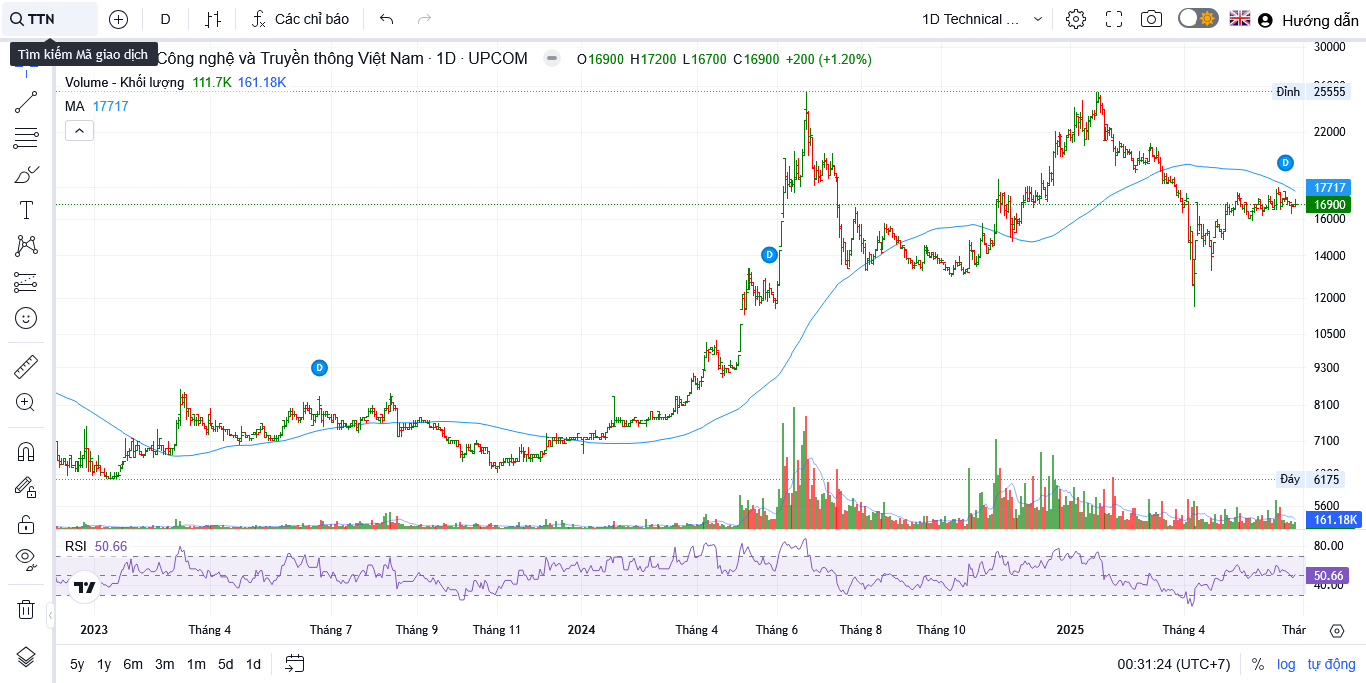 TTN
D
Các chỉ báo
1D Technical ...
Hướng dẫn
Tìm kiếm Mã giao dịch
Công nghệ và Truyền thông Việt Nam · 1D · UPCOM
O16900 H17200 L16700 C16900 +200 (+1.20%)
Volume - Khối lượng 111.7K 161.18K
MA 17717
30000
Đỉnh 25555
22000
D
17717
16900
16000
D
14000
12000
10500
9300
D
8100
7100
Đáy 6175
5600
161.18K
RSI 50.66
80.00
50.66
40.00
2023 Tháng 4 Tháng 7 Tháng 9 Tháng 11 2024 Tháng 4 Tháng 6 Tháng 8 Tháng 10 2025 Tháng 4 Thár
5y 1y 6m 3m 1m 5d 1d
00:31:24 (UTC+7) % log tự động